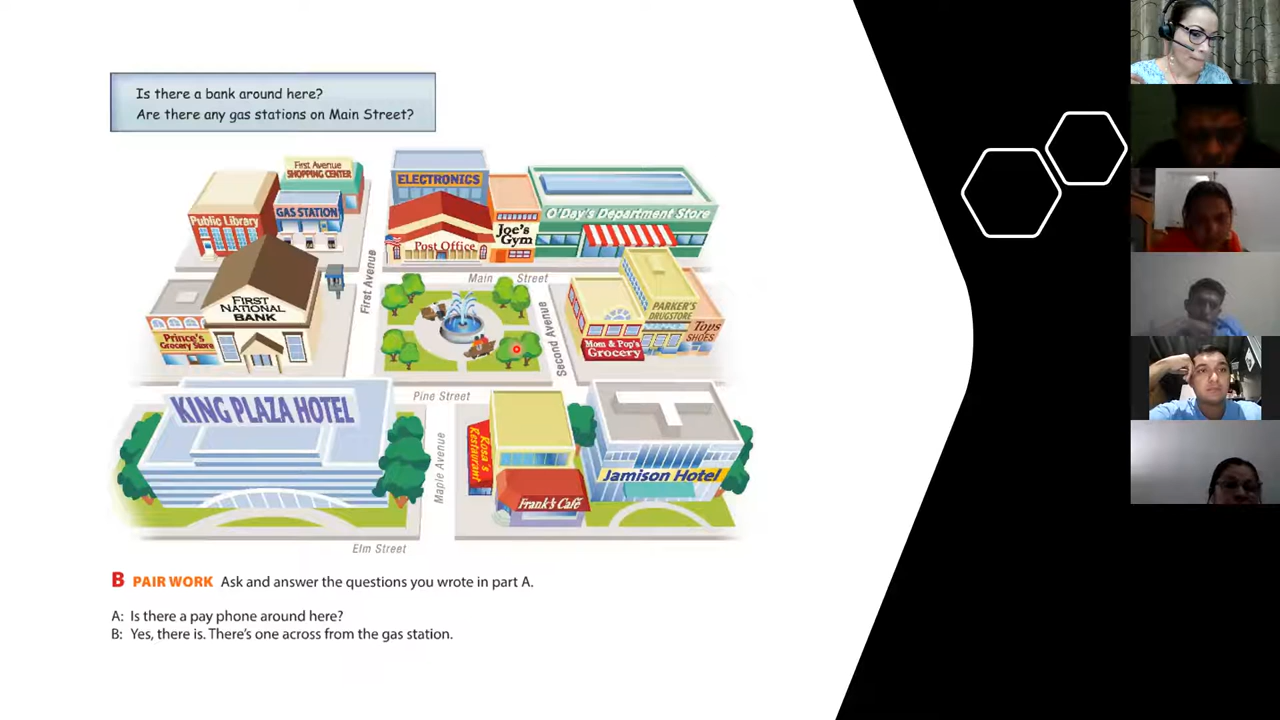 Is there a bank around here?
Are there any gas stations on Main Street?
First Avenue
SHOPPING CENTER
ELECTRONICS
Public Library
GAS STATION
O'Day's Department Store
Joe's
Gym
Post Office
Main Street
First Avenue
FIRST
NATIONAL
BANK
Second Avenue
PARKER'S
DRUGSTORE
Tops
SHOES
Prince's
Grocery Store
Mom & Pop's
Grocery
Pine Street
KING PLAZA HOTEL
Maple Avenue
Rosa's
Restaurant
Jamison Hotel
Frank's Café
Elm Street
B PAIR WORK Ask and answer the questions you wrote in part A.
A: Is there a pay phone around here?
B: Yes, there is. There's one across from the gas station.